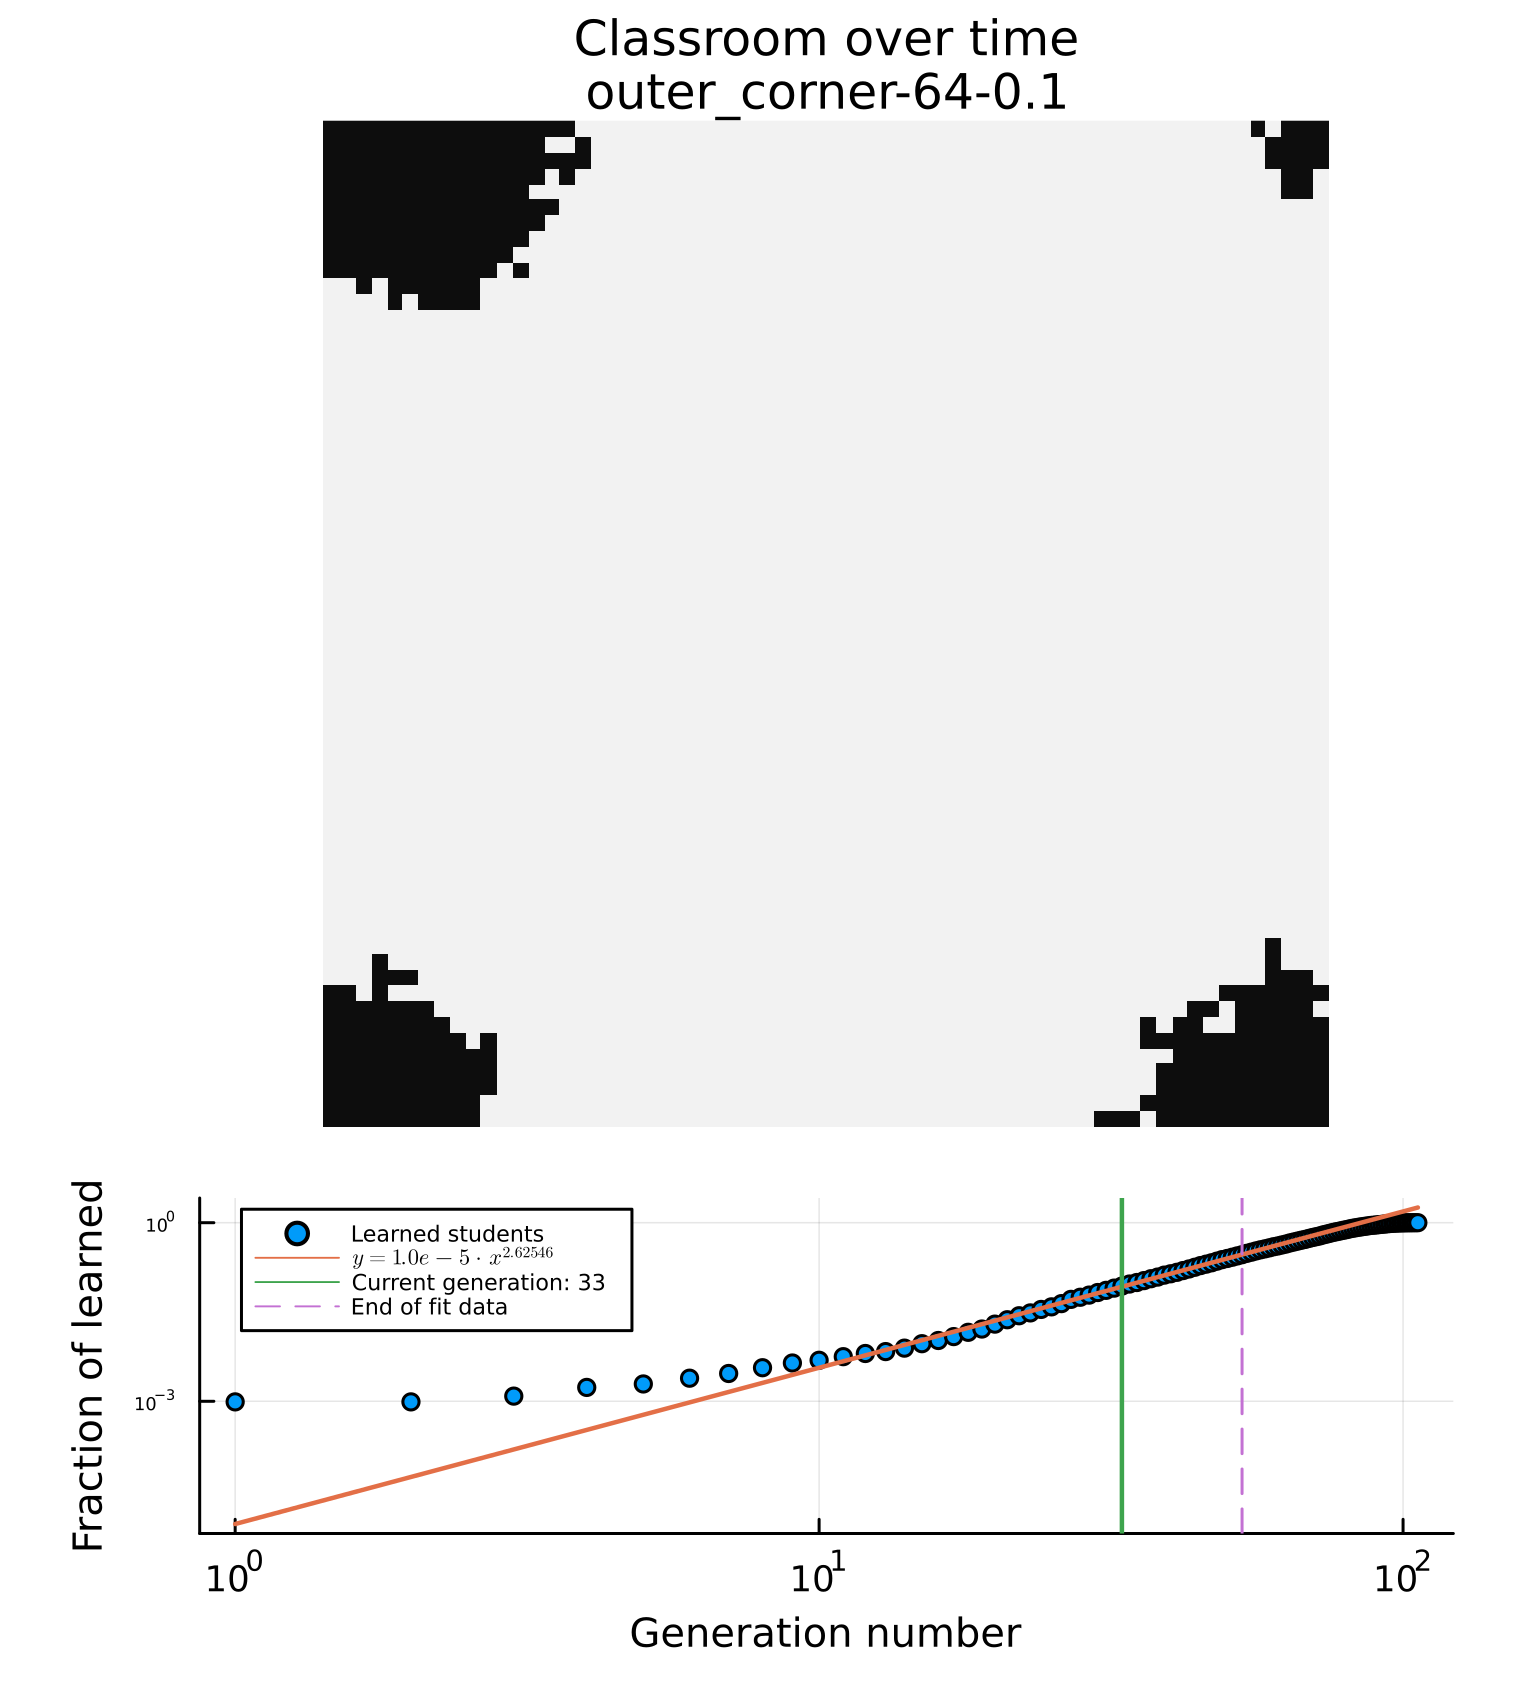 Classroom over time
outer_corner-64-0.1
Fraction of learned
10^0
10^-3
Learned students
y = 1.0e − 5 · x^2.62546
Current generation: 33
End of fit data
10^0 10^1 10^2
Generation number